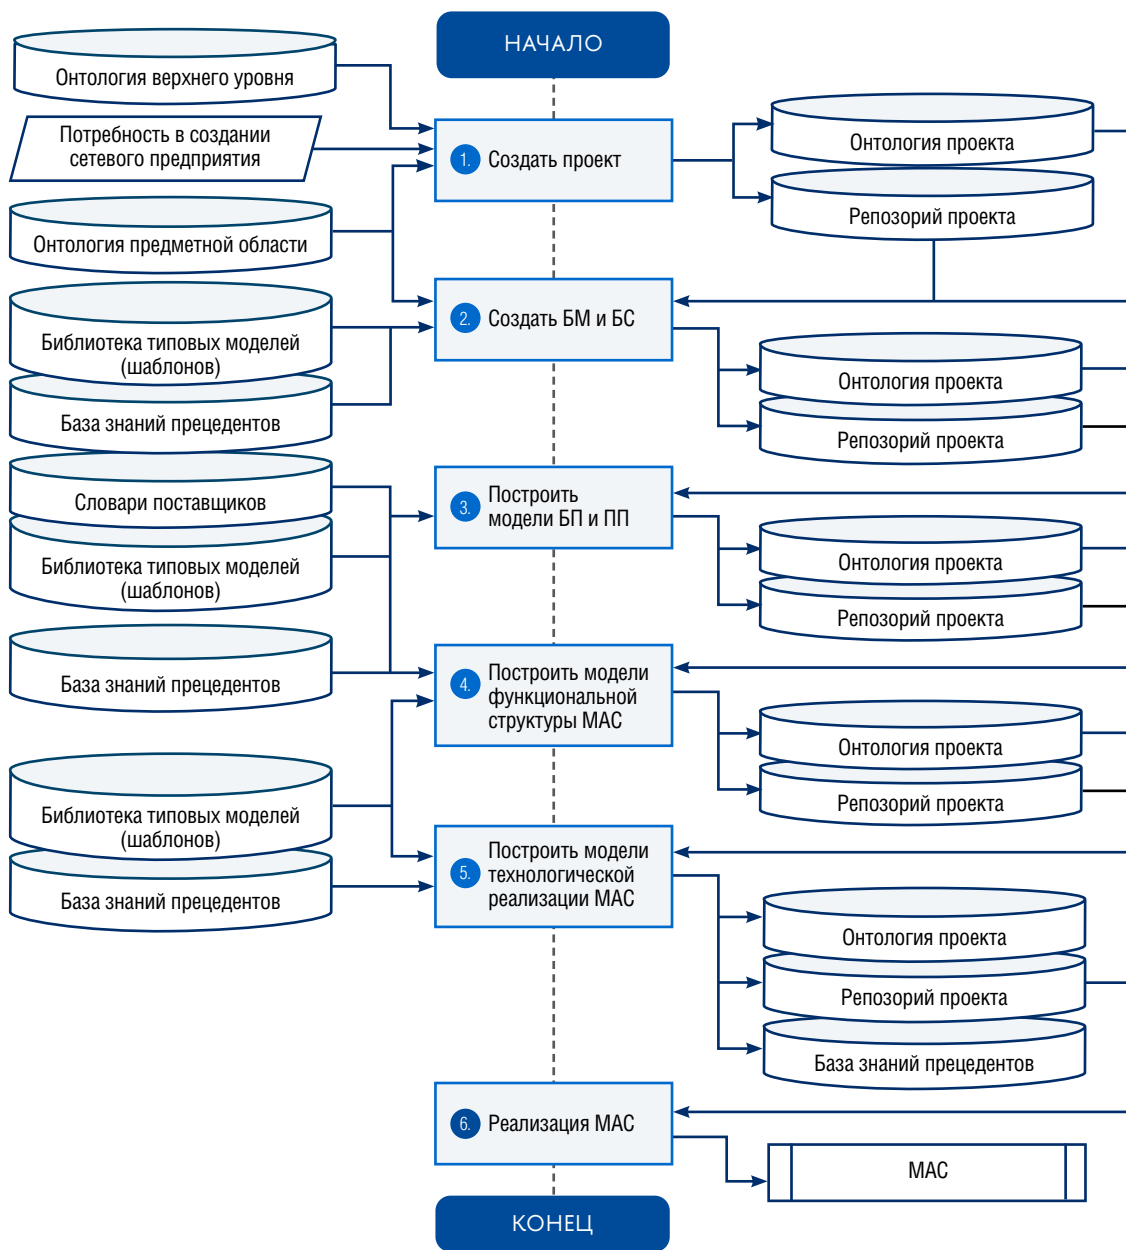 НАЧАЛО
Онтология верхнего уровня
Потребность в создании
сетевого предприятия
1. Создать проект
Онтология проекта
Репозорий проекта
Онтология предметной области
2. Создать БМ и БС
Библиотека типовых моделей
(шаблонов)
База знаний прецедентов
Онтология проекта
Репозорий проекта
Словари поставщиков
Библиотека типовых моделей
(шаблонов)
База знаний прецедентов
3. Построить
модели БП и ПП
Онтология проекта
Репозорий проекта
4. Построить модели
функциональной
структуры МАС
Онтология проекта
Репозорий проекта
Библиотека типовых моделей
(шаблонов)
База знаний прецедентов
5. Построить модели
технологической
реализации МАС
Онтология проекта
Репозорий проекта
База знаний прецедентов
6. Реализация МАС
МАС
КОНЕЦ